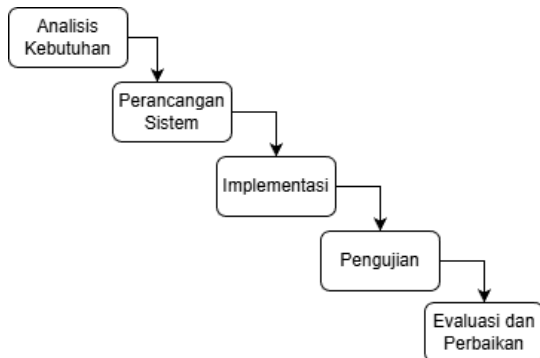 Analisis
Kebutuhan
Perancangan
Sistem
Implementasi
Pengujian
Evaluasi dan
Perbaikan